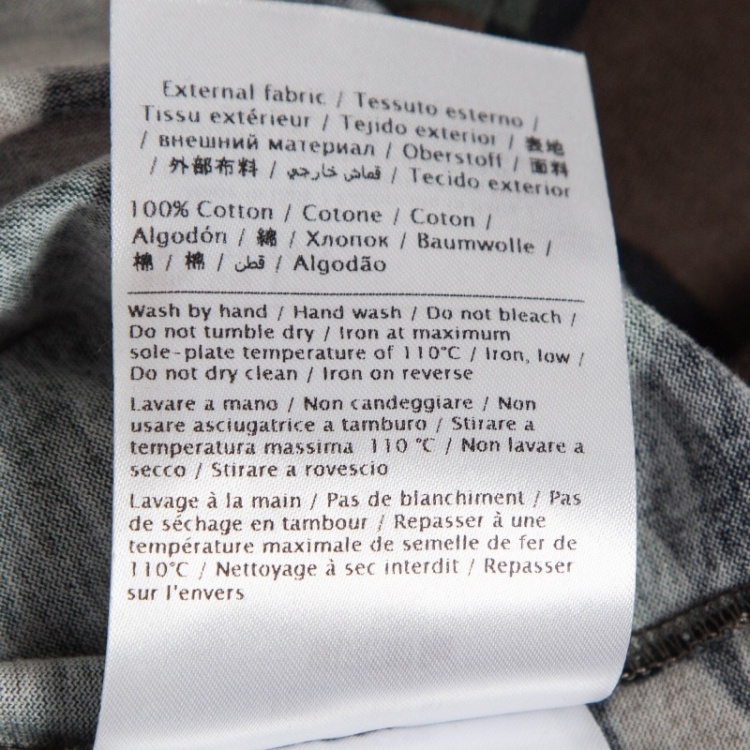 External fabric / Tessuto esterno /
Tissu extérieur / Tejido exterior / 表地
/ внешний материал / Oberstoff / 面料
/ 外部布料 / قماش خارجي / Tecido exterior
100% Cotton / Cotone / Coton /
Algodón / 綿 / Хлопок / Baumwolle /
棉 / 棉 / قطن / Algodão
Wash by hand / Hand wash / Do not bleach /
Do not tumble dry / Iron at maximum
sole-plate temperature of 110°C / Iron, low /
Do not dry clean / Iron on reverse
Lavare a mano / Non candeggiare / Non
usare asciugatrice a tamburo / Stirare a
temperatura massima 110 °C / Non lavare a
secco / Stirare a rovescio
Lavage à la main / Pas de blanchiment / Pas
de séchage en tambour / Repasser à une
température maximale de semelle de fer de
110°C / Nettoyage à sec interdit / Repasser
sur l'envers